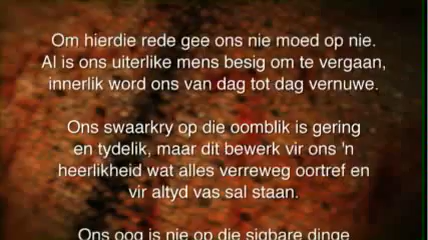 Om hierdie rede gee ons nie moed op nie.
Al is ons uiterlike mens besig om te vergaan,
innerlik word ons van dag tot dag vernuwe.
Ons swaarkry op die oomblik is gering
en tydelik, maar dit bewerk vir ons 'n
heerlikheid wat alles verreweg oortref en
vir altyd vas sal staan.
Ons oog is nie op die sigbare dinge